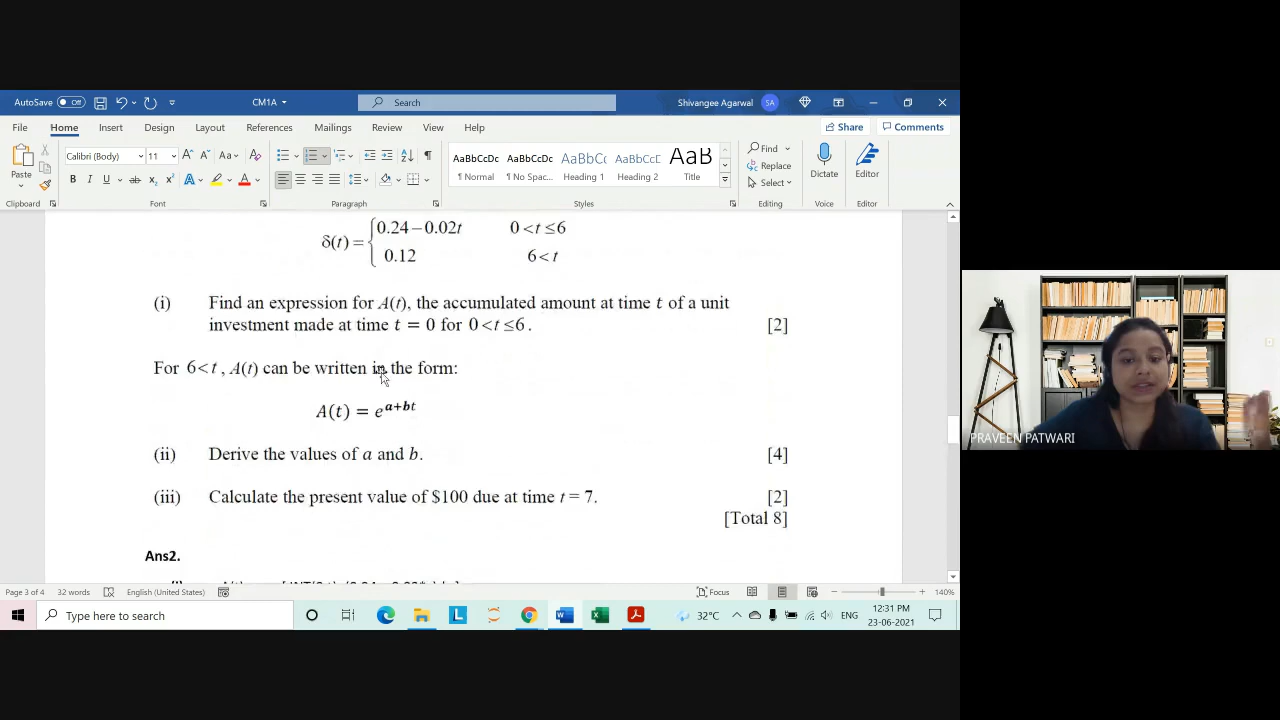 AutoSave Off CM1A Search Shivangee Agarwal SA
File Home Insert Design Layout References Mailings Review View Help Share Comments
Calibri (Body) 11 A A Aa AaBbCcDc AaBbCcDc AaBbCc AaBbCcD AaB Find
Replace
Paste B I U ab x₂ x² A A ¶ Normal ¶ No Spac... Heading 1 Heading 2 Title Select Dictate Editor
Clipboard Font Paragraph Styles Editing Voice Editor
δ(t) = { 0.24 – 0.02t 0 < t ≤ 6
0.12 6 < t
(i) Find an expression for A(t), the accumulated amount at time t of a unit
investment made at time t = 0 for 0 < t ≤ 6. [2]
For 6 < t, A(t) can be written in the form:
A(t) = e^{a+bt}
(ii) Derive the values of a and b. [4]
(iii) Calculate the present value of $100 due at time t = 7. [2]
[Total 8]
Ans2.
Page 3 of 4 32 words English (United States) Focus 140%
Type here to search 32°C ENG 12:31 PM
23-06-2021
PRAVEEN PATWARI